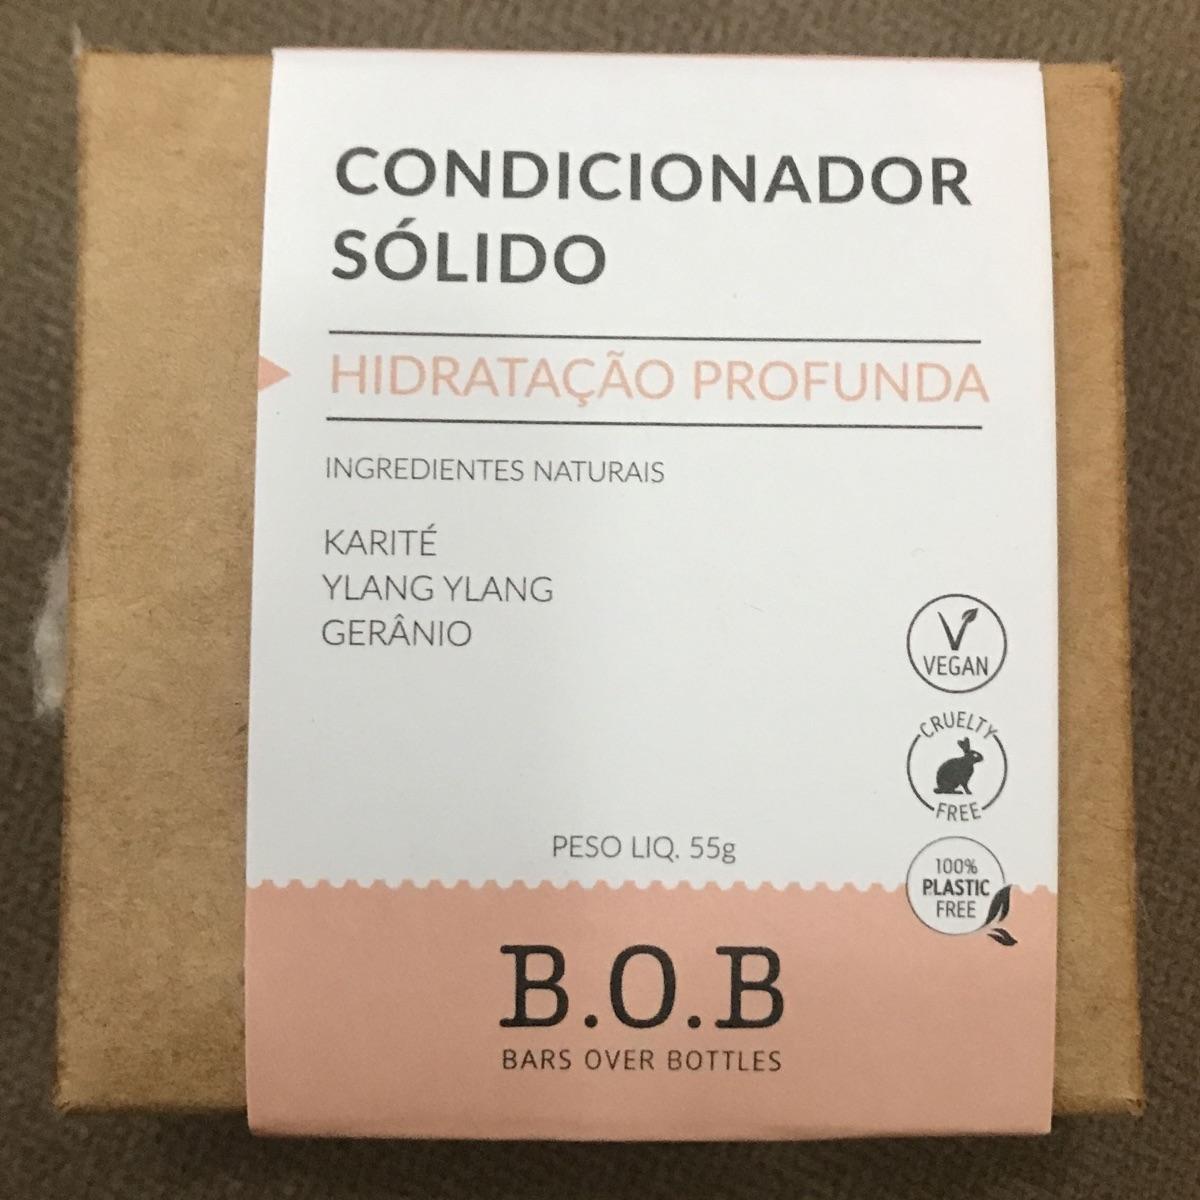 CONDICIONADOR
SÓLIDO
HIDRATAÇÃO PROFUNDA
INGREDIENTES NATURAIS
KARITÉ
YLANG YLANG
GERÂNIO
VEGAN
CRUELTY
FREE
PESO LIQ. 55g
100%
PLASTIC
FREE
B.O.B
BARS OVER BOTTLES